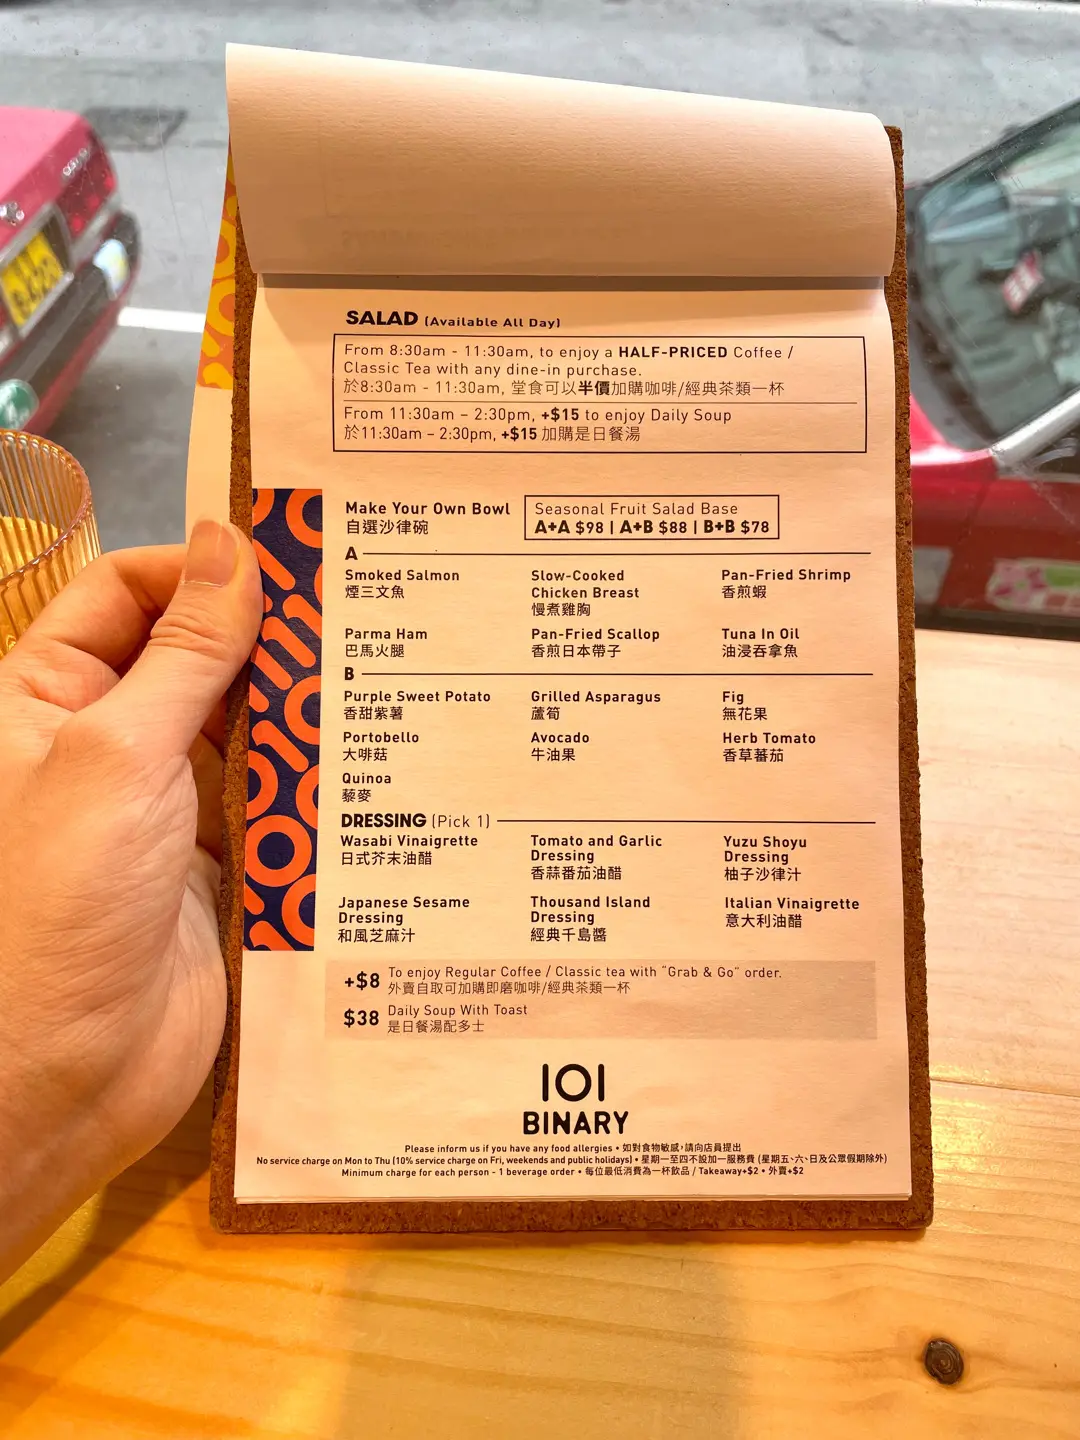 SALAD (Available All Day)
From 8:30am - 11:30am, to enjoy a HALF-PRICED Coffee /
Classic Tea with any dine-in purchase.
於8:30am - 11:30am, 堂食可以半價加購咖啡/經典茶類一杯
From 11:30am – 2:30pm, +$15 to enjoy Daily Soup
於11:30am – 2:30pm, +$15 加購是日餐湯
Make Your Own Bowl
自選沙律碗
Seasonal Fruit Salad Base
A+A $98 | A+B $88 | B+B $78
A
Smoked Salmon
煙三文魚
Slow-Cooked
Chicken Breast
慢煮雞胸
Pan-Fried Shrimp
香煎蝦
Parma Ham
巴馬火腿
Pan-Fried Scallop
香煎日本帶子
Tuna In Oil
油浸吞拿魚
B
Purple Sweet Potato
香甜紫薯
Grilled Asparagus
蘆筍
Fig
無花果
Portobello
大啡菇
Avocado
牛油果
Herb Tomato
香草蕃茄
Quinoa
藜麥
DRESSING (Pick 1)
Wasabi Vinaigrette
日式芥末油醋
Tomato and Garlic
Dressing
香蒜番茄油醋
Yuzu Shoyu
Dressing
柚子沙律汁
Japanese Sesame
Dressing
和風芝麻汁
Thousand Island
Dressing
經典千島醬
Italian Vinaigrette
意大利油醋
+$8 To enjoy Regular Coffee / Classic tea with "Grab & Go" order.
外賣自取可加購即磨咖啡/經典茶類一杯
$38 Daily Soup With Toast
是日餐湯配多士
101
BINARY
Please inform us if you have any food allergies • 如對食物敏感，請向店員提出
No service charge on Mon to Thu (10% service charge on Fri, weekends and public holidays) • 星期一至四不設加一服務費 (星期五、六、日及公眾假期除外)
Minimum charge for each person - 1 beverage order • 每位最低消費為一杯飲品 / Takeaway+$2 • 外賣+$2